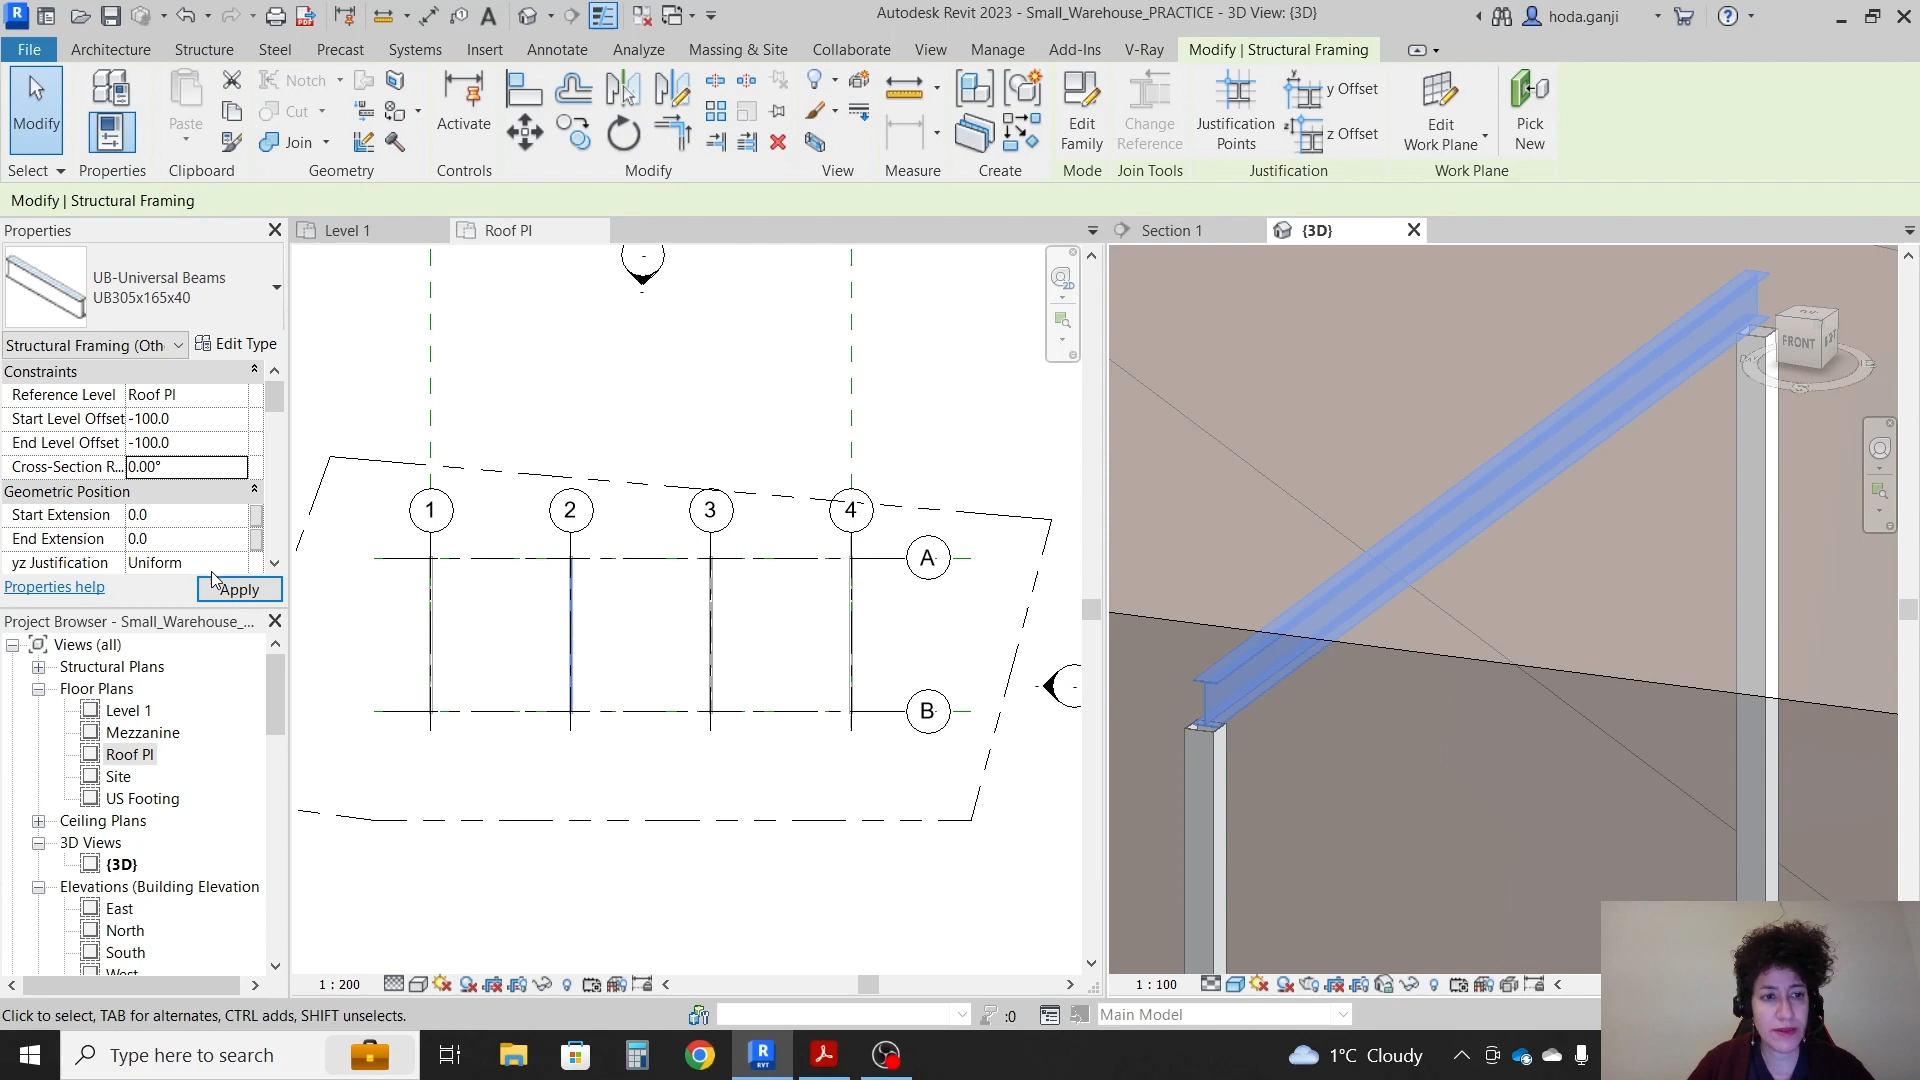 Autodesk Revit 2023 - Small_Warehouse_PRACTICE - 3D View: {3D}
hoda.ganji
File Architecture Structure Steel Precast Systems Insert Annotate Analyze Massing & Site Collaborate View Manage Add-Ins V-Ray Modify | Structural Framing
Modify
Paste
Notch
Cut
Join
Activate
Edit Family
Change Reference
Justification Points
y Offset
z Offset
Edit Work Plane
Pick New
Select Properties Clipboard Geometry Controls Modify View Measure Create Mode Join Tools Justification Work Plane
Modify | Structural Framing
Properties
Level 1
Roof Pl
Section 1
{3D}
UB-Universal Beams
UB305x165x40
Structural Framing (Oth
Edit Type
Constraints
Reference Level Roof Pl
Start Level Offset -100.0
End Level Offset -100.0
Cross-Section R... 0.00°
Geometric Position
Start Extension 0.0
End Extension 0.0
yz Justification Uniform
Properties help
Apply
Project Browser - Small_Warehouse_...
Views (all)
Structural Plans
Floor Plans
Level 1
Mezzanine
Roof Pl
Site
US Footing
Ceiling Plans
3D Views
{3D}
Elevations (Building Elevation
East
North
South
West
1 2 3 4
A
B
2D
FRONT
1 : 200
1 : 100
Click to select, TAB for alternates, CTRL adds, SHIFT unselects.
:0
Main Model
Type here to search
1°C Cloudy